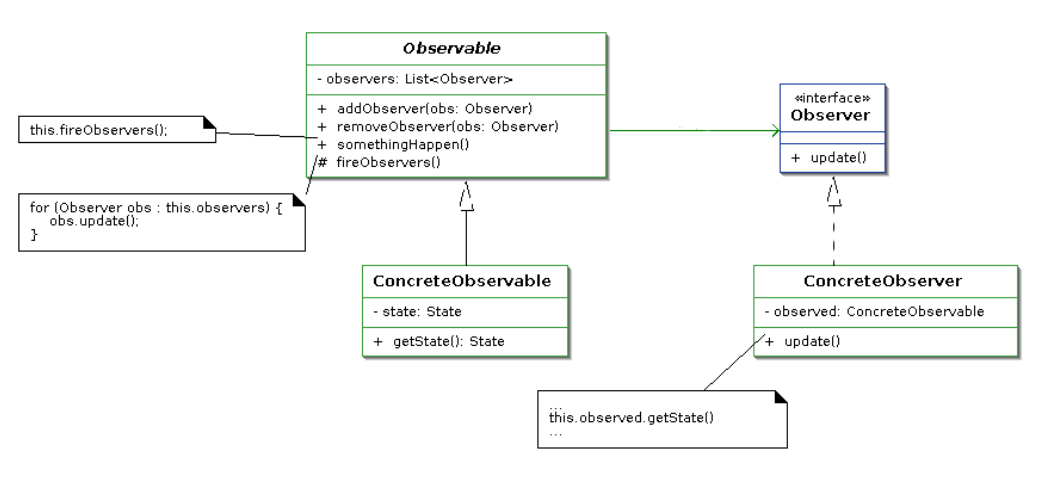 Observable
- observers: List<Observer>
+ addObserver(obs: Observer)
+ removeObserver(obs: Observer)
+ somethingHappen()
# fireObservers()
this.fireObservers();
for (Observer obs : this.observers) {
obs.update();
}
«interface»
Observer
+ update()
ConcreteObservable
- state: State
+ getState(): State
ConcreteObserver
- observed: ConcreteObservable
+ update()
...
this.observed.getState()
...